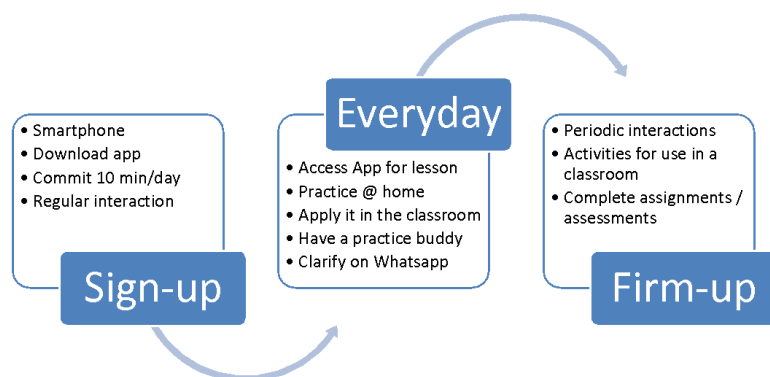 • Smartphone
• Download app
• Commit 10 min/day
• Regular interaction
Sign-up
Everyday
• Access App for lesson
• Practice @ home
• Apply it in the classroom
• Have a practice buddy
• Clarify on Whatsapp
• Periodic interactions
• Activities for use in a
classroom
• Complete assignments /
assessments
Firm-up